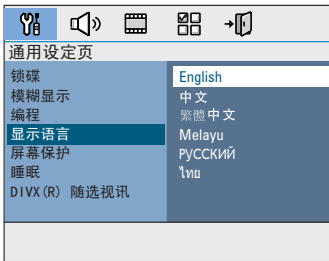 通用设定页
锁碟
模糊显示
编程
显示语言
屏幕保护
睡眠
DIVX(R) 随选视讯
English
中文
繁體中文
Melayu
РУССКИЙ
ไทย